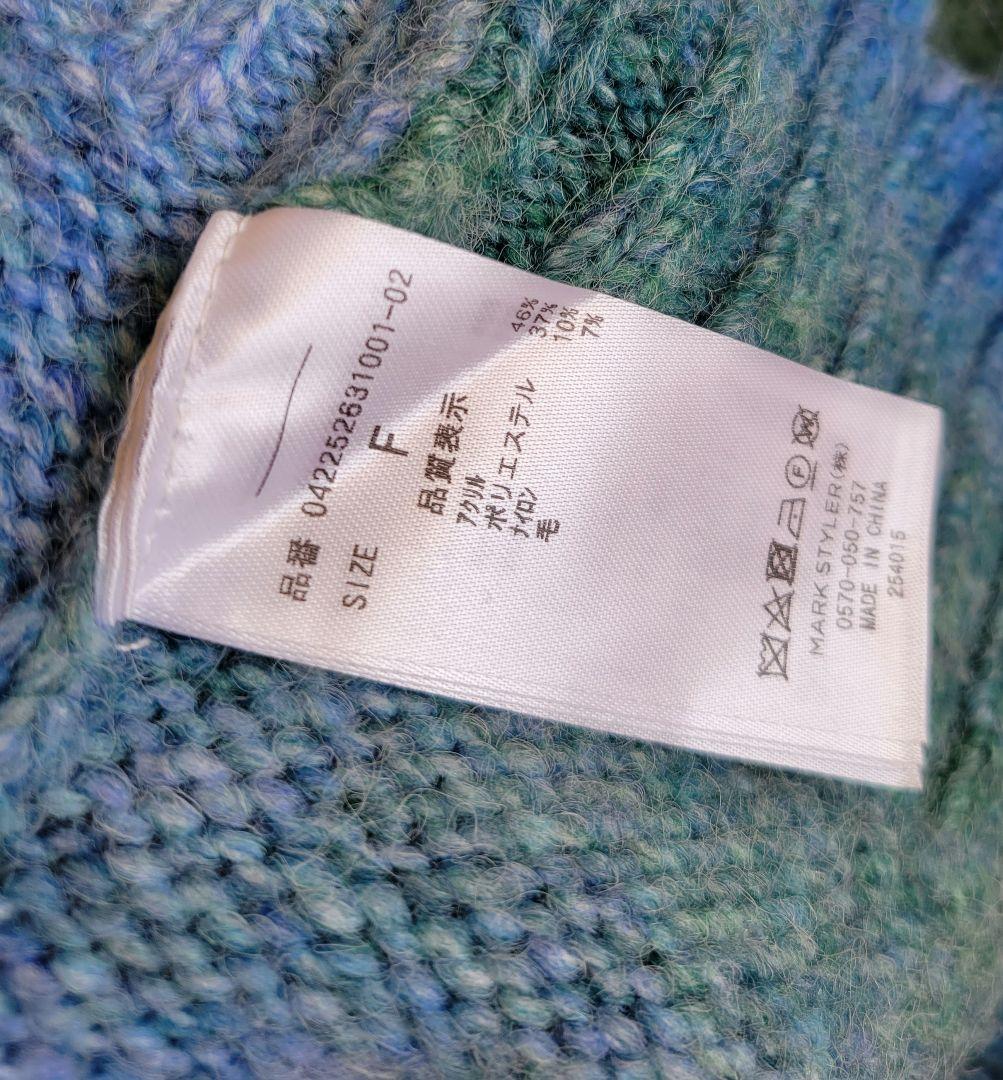 品番 042252631001-02
SIZE F
品質表示
アクリル 46%
ポリエステル 37%
ナイロン 10%
毛 7%
F
MARK STYLER(株)
0570-050-757
MADE IN CHINA
254015